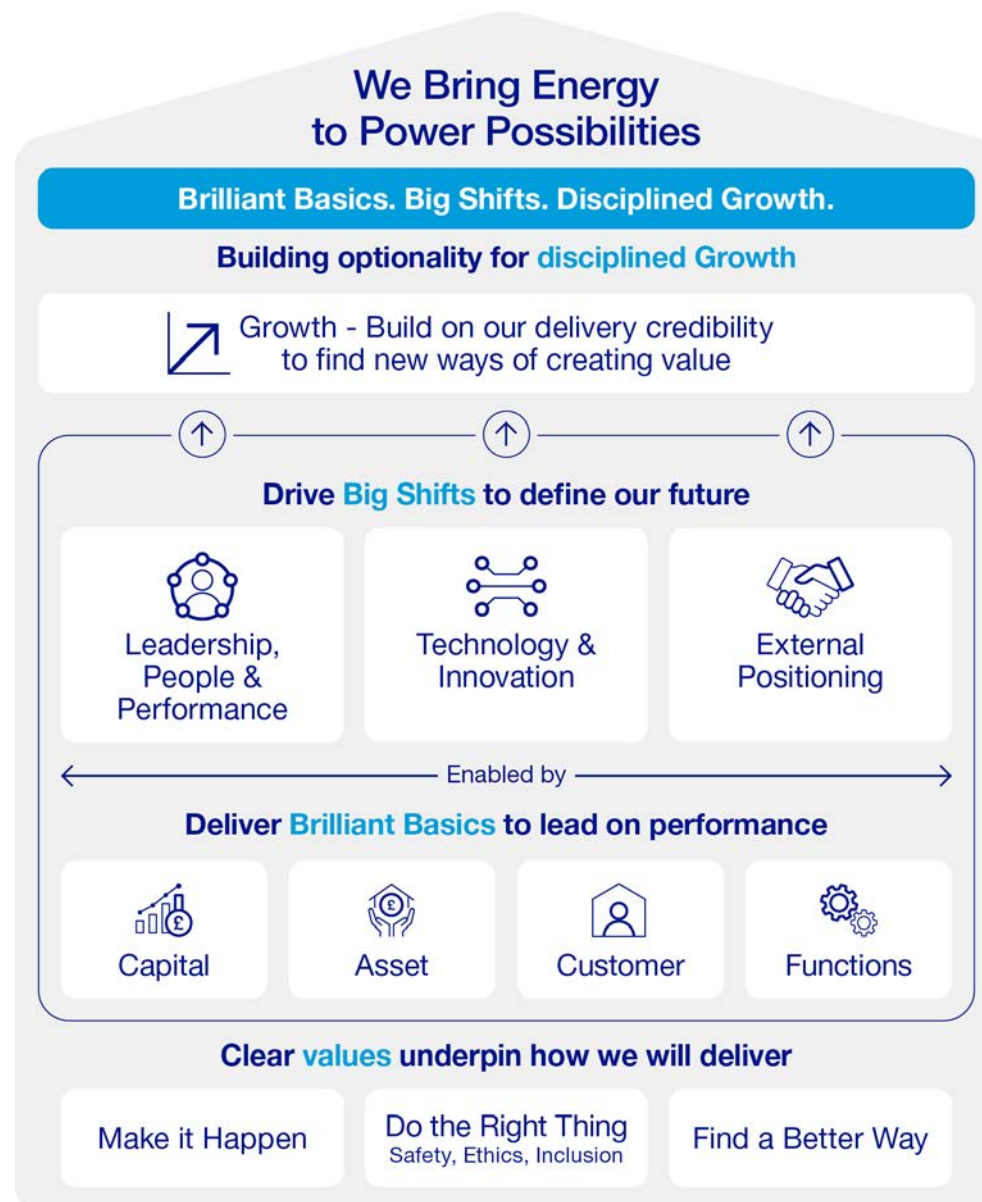 We Bring Energy
to Power Possibilities
Brilliant Basics. Big Shifts. Disciplined Growth.
Building optionality for disciplined Growth
Growth - Build on our delivery credibility
to find new ways of creating value
Drive Big Shifts to define our future
Leadership,
People &
Performance
Technology &
Innovation
External
Positioning
Enabled by
Deliver Brilliant Basics to lead on performance
£
Capital
£
Asset
Customer
Functions
Clear values underpin how we will deliver
Make it Happen
Do the Right Thing
Safety, Ethics, Inclusion
Find a Better Way